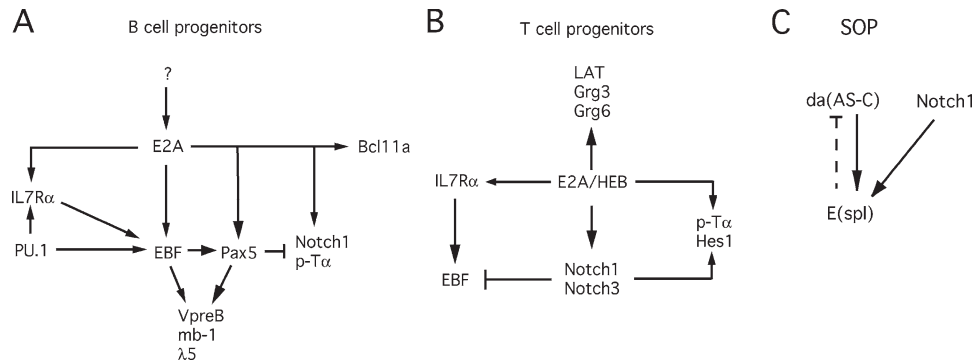 A
B cell progenitors
?
E2A
Bcl11a
IL7Rα
PU.1
EBF
Pax5
Notch1
p-Tα
VpreB
mb-1
λ5
B
T cell progenitors
LAT
Grg3
Grg6
IL7Rα
E2A/HEB
p-Tα
Hes1
EBF
Notch1
Notch3
C
SOP
da(AS-C)
Notch1
E(spl)